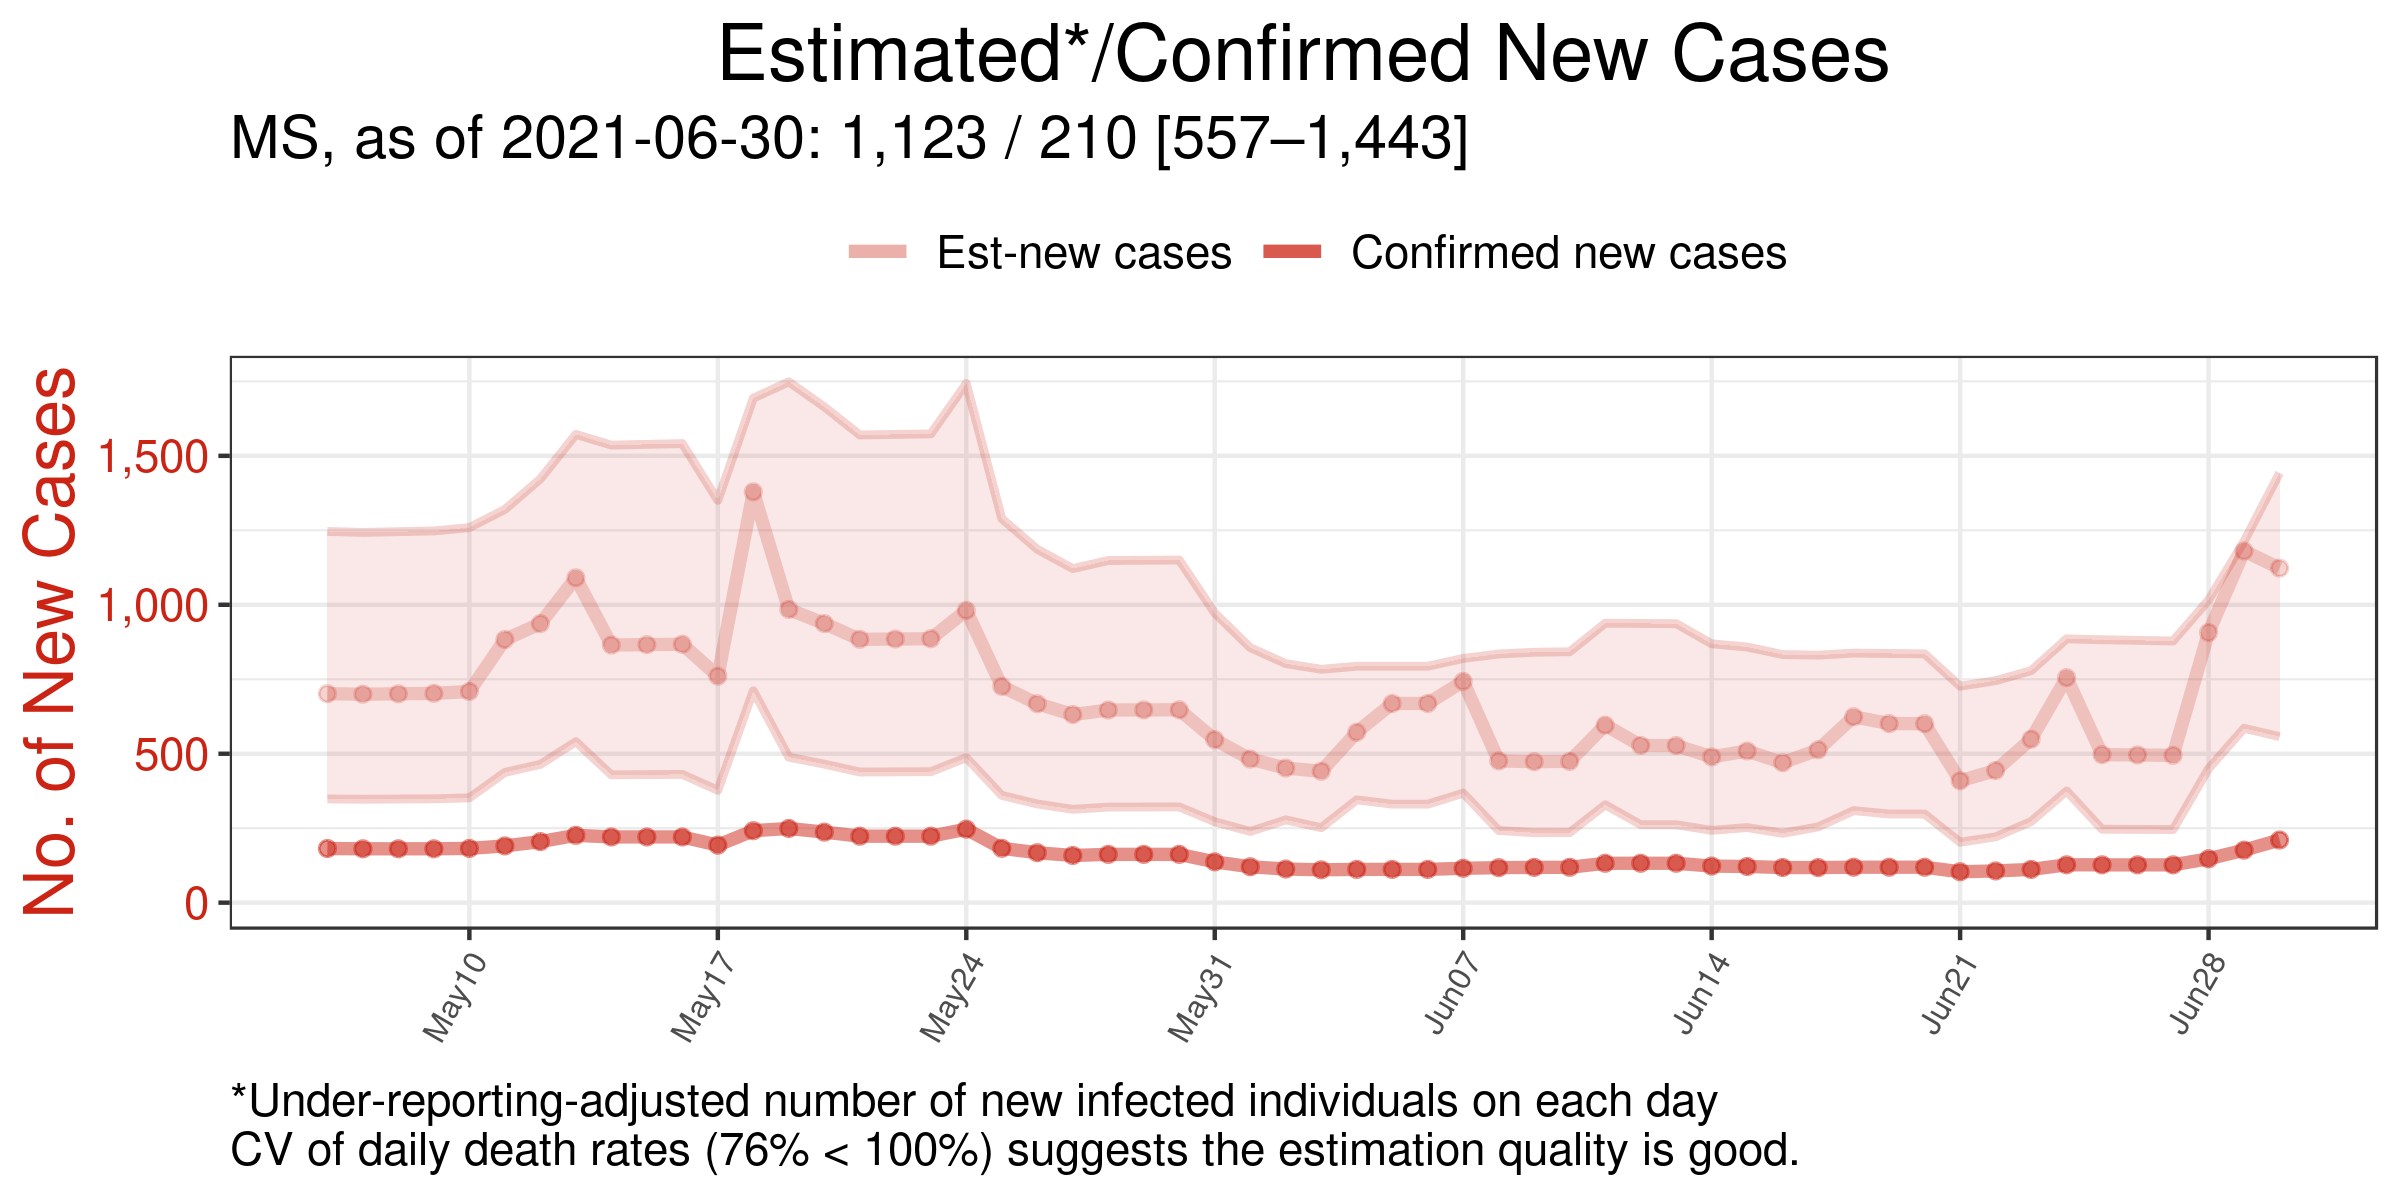 Estimated*/Confirmed New Cases
MS, as of 2021-06-30: 1,123 / 210 [557–1,443]
Est-new cases
Confirmed new cases
No. of New Cases
1,500
1,000
500
0
May10
May17
May24
May31
Jun07
Jun14
Jun21
Jun28
*Under-reporting-adjusted number of new infected individuals on each day
CV of daily death rates (76% < 100%) suggests the estimation quality is good.